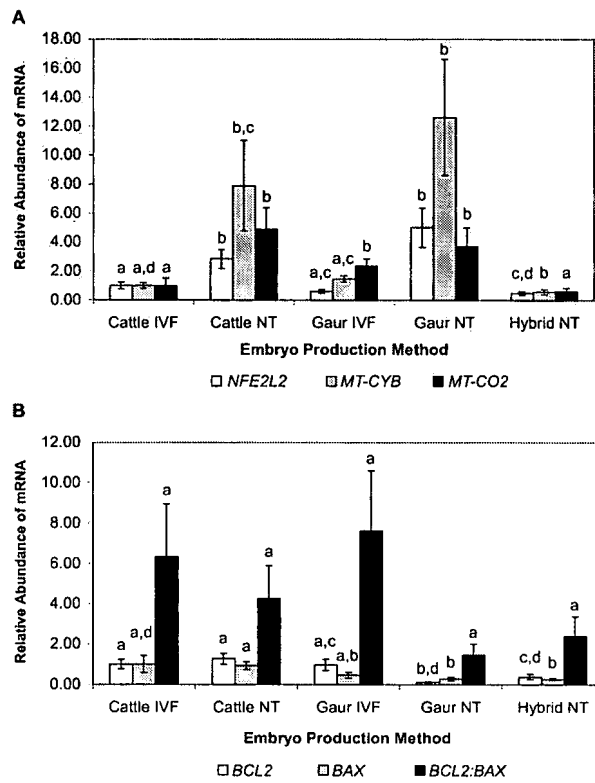 A
Relative Abundance of mRNA
18.00
16.00
14.00
12.00
10.00
8.00
6.00
4.00
2.00
0.00
a a,d a
b b,c b
a,c a,c b
b b b
c,d b a
Cattle IVF Cattle NT Gaur IVF Gaur NT Hybrid NT
Embryo Production Method
NFE2L2 MT-CYB MT-CO2
B
Relative Abundance of mRNA
12.00
10.00
8.00
6.00
4.00
2.00
0.00
a a,d a
a a a
a,c a,b a
b,d b a
c,d b a
Cattle IVF Cattle NT Gaur IVF Gaur NT Hybrid NT
Embryo Production Method
BCL2 BAX BCL2:BAX